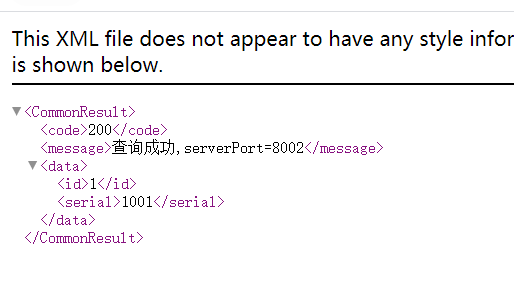 This XML file does not appear to have any style infor
is shown below.
<CommonResult>
<code>200</code>
<message>查询成功,serverPort=8002</message>
<data>
<id>1</id>
<serial>1001</serial>
</data>
</CommonResult>